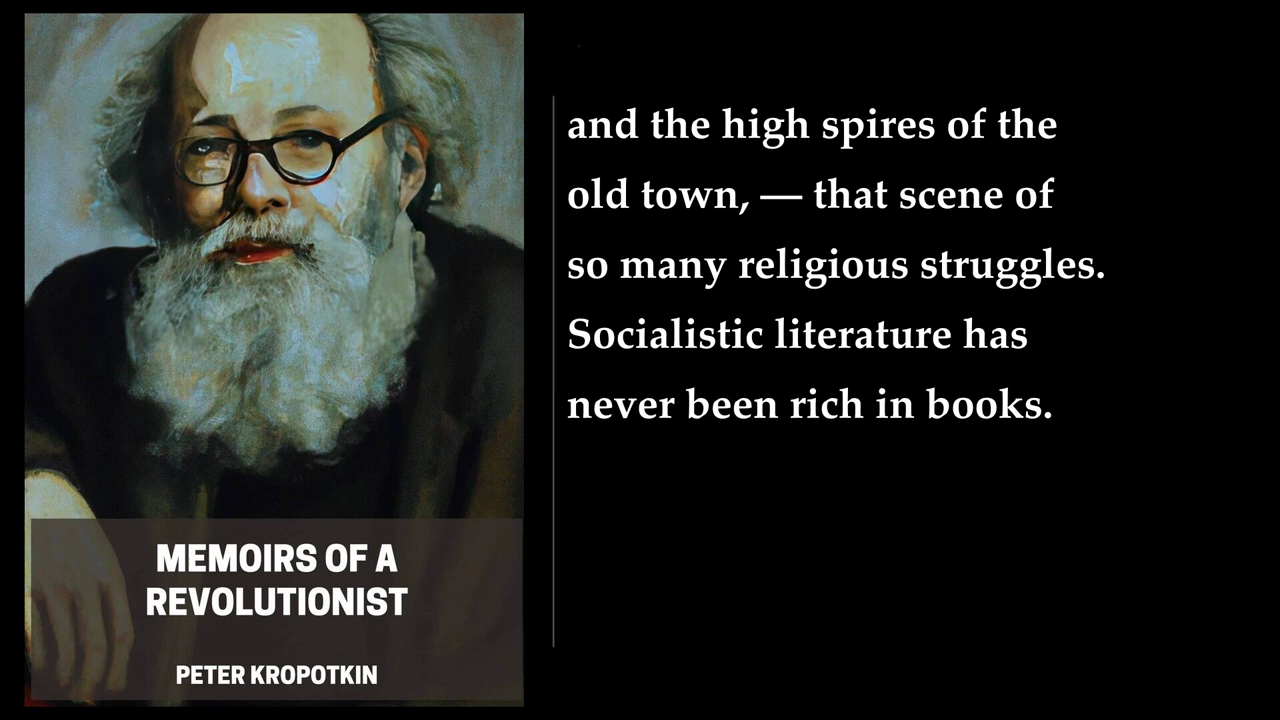 MEMOIRS OF A
REVOLUTIONIST
PETER KROPOTKIN
and the high spires of the
old town, — that scene of
so many religious struggles.
Socialistic literature has
never been rich in books.